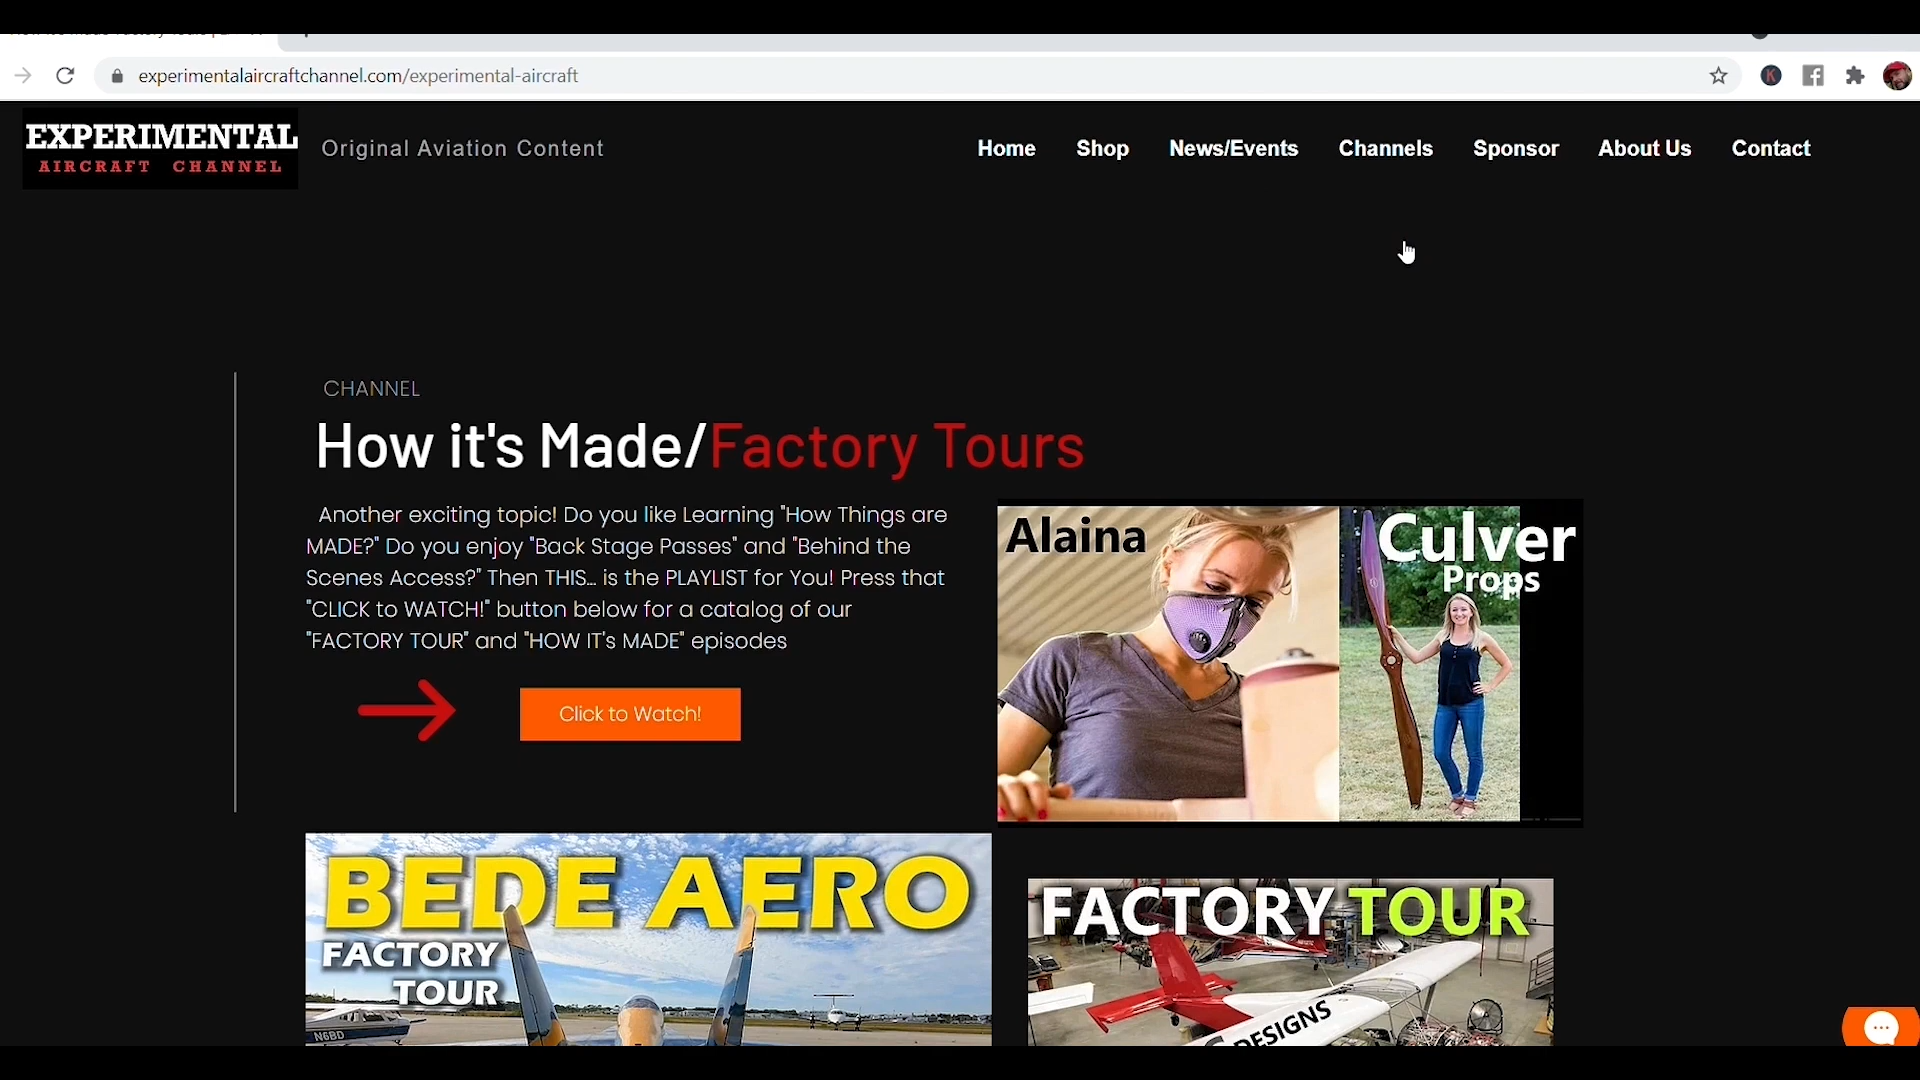 experimentalaircraftchannel.com/experimental-aircraft
K
EXPERIMENTAL
AIRCRAFT CHANNEL
Original Aviation Content
Home Shop News/Events Channels Sponsor About Us Contact
CHANNEL
How it's Made/Factory Tours
Another exciting topic! Do you like Learning "How Things are
MADE?" Do you enjoy "Back Stage Passes" and "Behind the
Scenes Access?" Then THIS... is the PLAYLIST for You! Press that
"CLICK to WATCH!" button below for a catalog of our
"FACTORY TOUR" and "HOW IT's MADE" episodes
Click to Watch!
Alaina
Culver
Props
BEDE AERO
FACTORY
TOUR
N6BD
FACTORY TOUR
DESIGNS